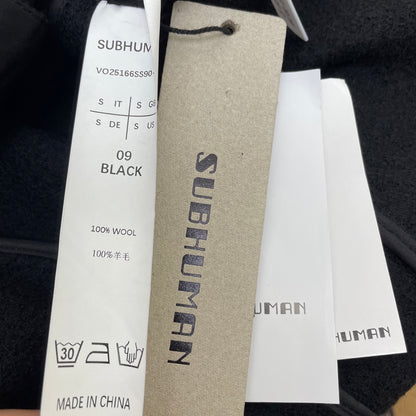 SUBHUM
VO25166SS90-
S IT S GB
S DE S US
09
BLACK
100% WOOL
100%羊毛
30
MADE IN CHINA
SUBHUMAN
UMAN
HUMAN